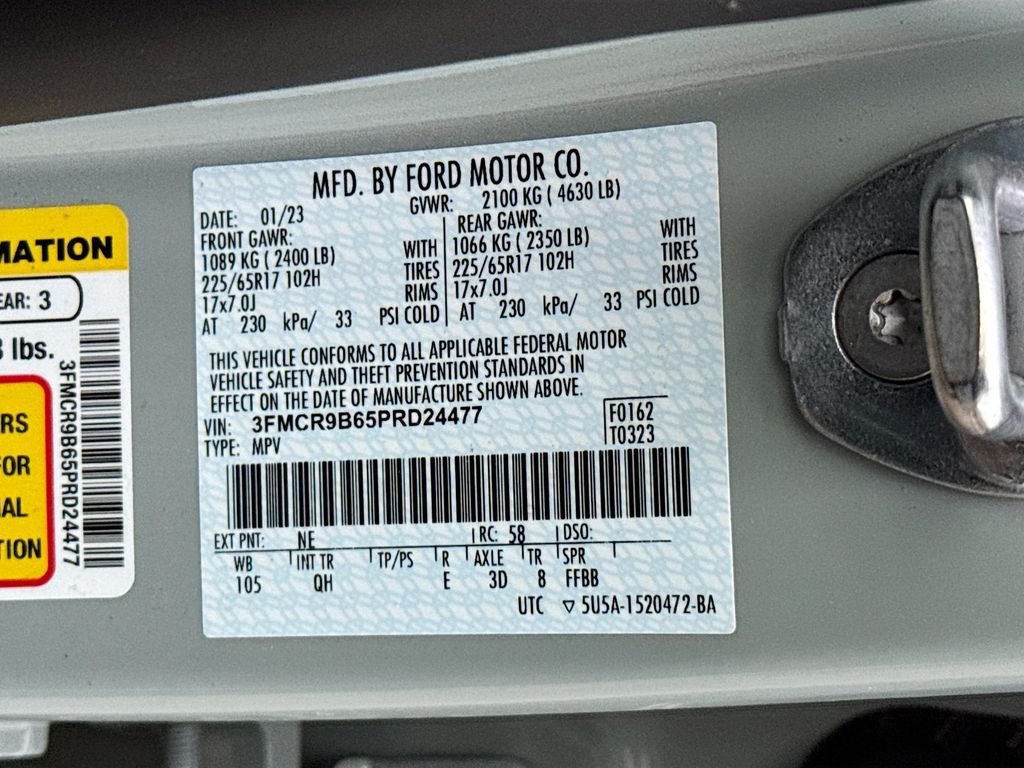 MATION
EAR: 3
lbs.
3FMCR9B65PRD24477
RS
FOR
AL
TION
MFD. BY FORD MOTOR CO.
DATE: 01/23 GVWR: 2100 KG ( 4630 LB)
FRONT GAWR:
1089 KG ( 2400 LB) WITH
225/65R17 102H TIRES
17x7.0J RIMS
AT 230 kPa/ 33 PSI COLD
REAR GAWR:
1066 KG ( 2350 LB) WITH
225/65R17 102H TIRES
17x7.0J RIMS
AT 230 kPa/ 33 PSI COLD
THIS VEHICLE CONFORMS TO ALL APPLICABLE FEDERAL MOTOR
VEHICLE SAFETY AND THEFT PREVENTION STANDARDS IN
EFFECT ON THE DATE OF MANUFACTURE SHOWN ABOVE.
VIN: 3FMCR9B65PRD24477 F0162
TYPE: MPV T0323
EXT PNT: NE RC: 58 DSO:
WB INT TR TP/PS R AXLE TR SPR
105 QH E 3D 8 FFBB
UTC ▽ 5U5A-1520472-BA